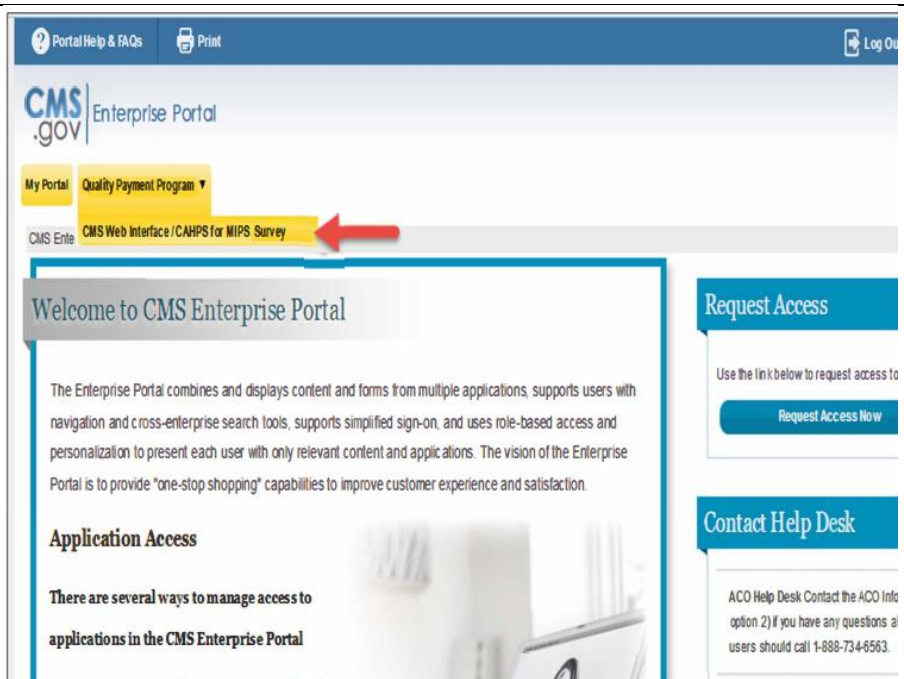 Portal Help & FAQs
Print
Log Ou
CMS
.gov
Enterprise Portal
My Portal
Quality Payment Program ▼
CMS Web Interface / CAHPS for MIPS Survey
CMS Ente
Welcome to CMS Enterprise Portal
The Enterprise Portal combines and displays content and forms from multiple applications, supports users with
navigation and cross-enterprise search tools, supports simplified sign-on, and uses role-based access and
personalization to present each user with only relevant content and applications. The vision of the Enterprise
Portal is to provide "one-stop shopping" capabilities to improve customer experience and satisfaction.
Application Access
There are several ways to manage access to
applications in the CMS Enterprise Portal
Request Access
Use the link below to request access to
Request Access Now
Contact Help Desk
ACO Help Desk Contact the ACO Info
option 2) if you have any questions a
users should call 1-888-734-6563.